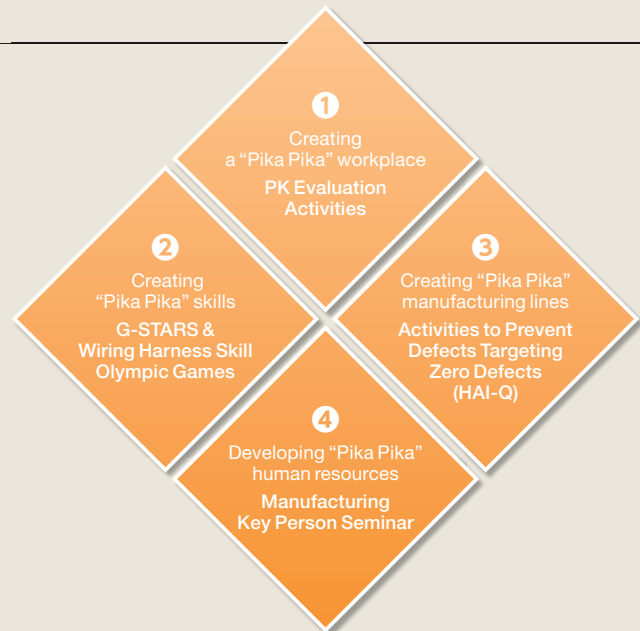 1
Creating
a “Pika Pika” workplace
PK Evaluation
Activities
2
Creating
“Pika Pika” skills
G-STARS &
Wiring Harness Skill
Olympic Games
3
Creating “Pika Pika”
manufacturing lines
Activities to Prevent
Defects Targeting
Zero Defects
(HAI-Q)
4
Developing “Pika Pika”
human resources
Manufacturing
Key Person Seminar